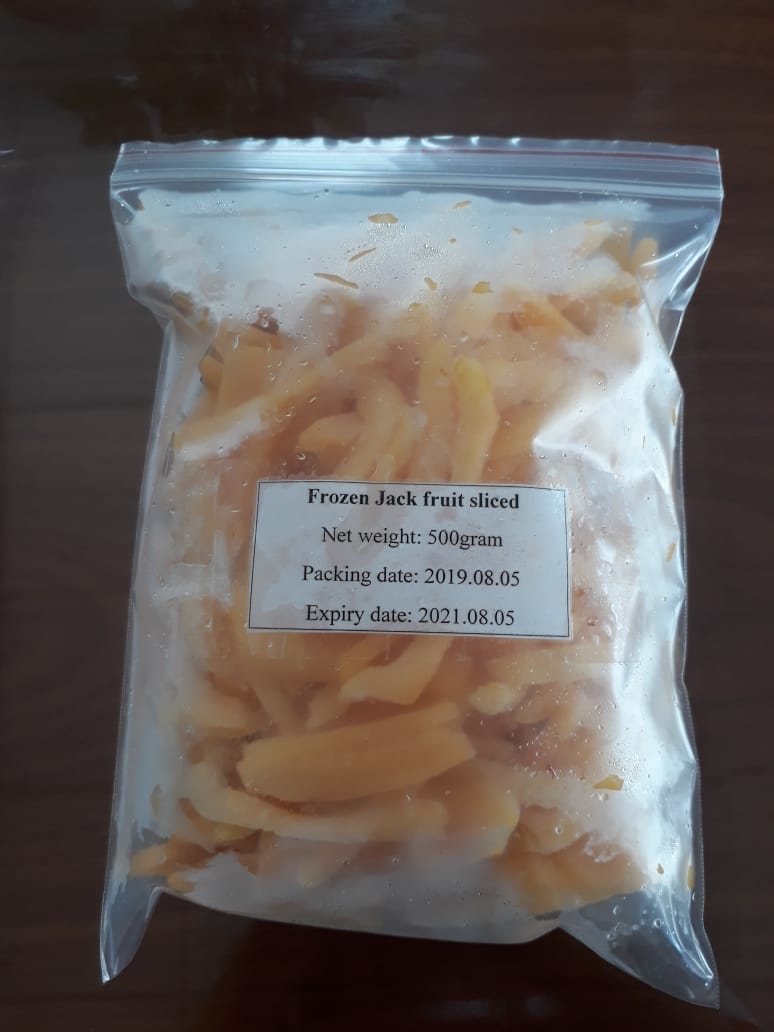 Frozen Jack fruit sliced
Net weight: 500gram
Packing date: 2019.08.05
Expiry date: 2021.08.05